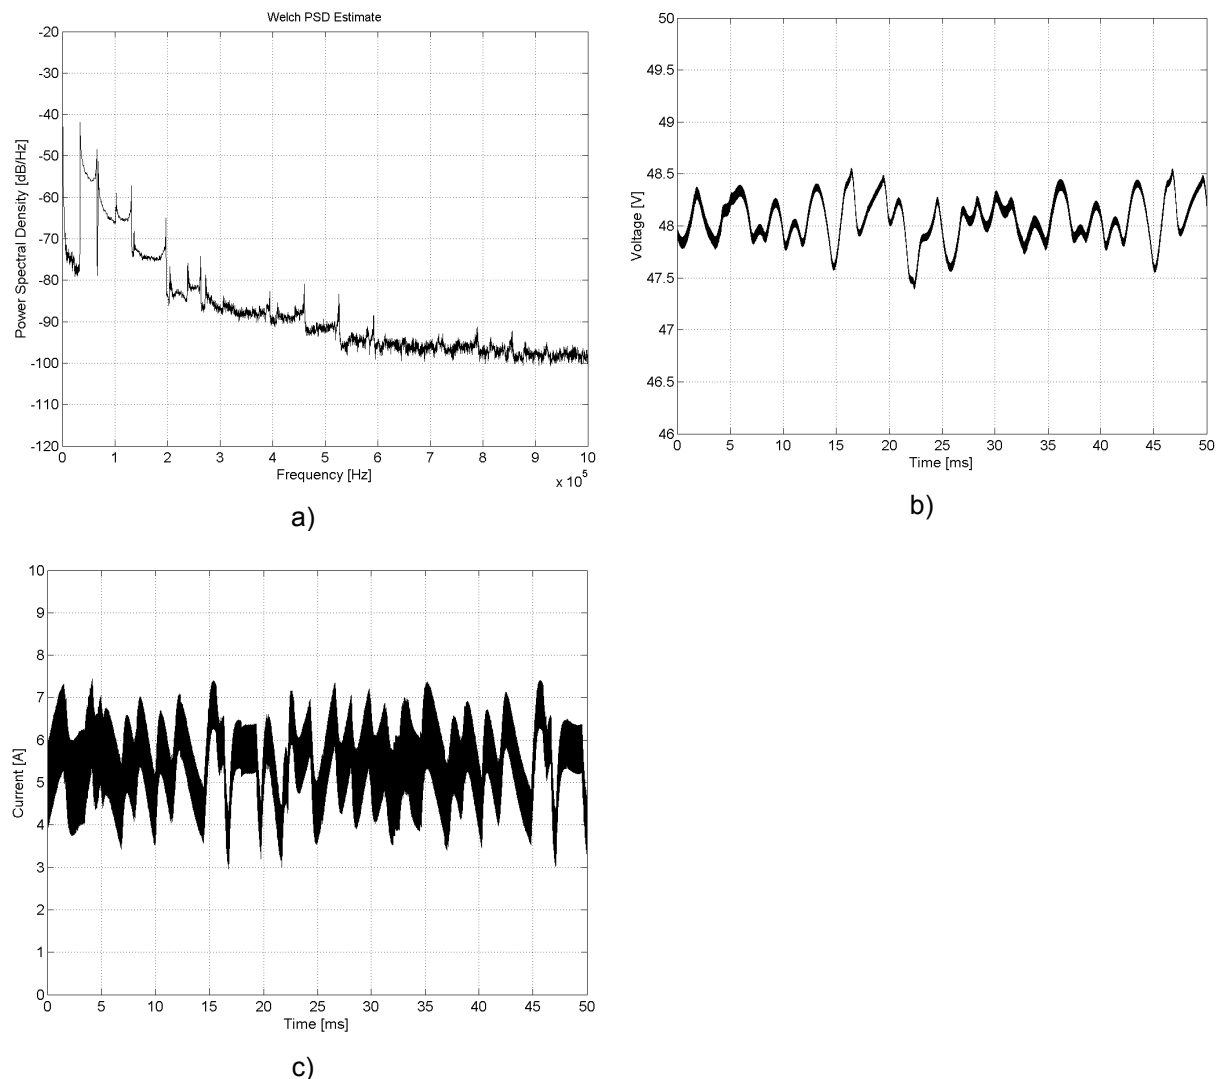 Welch PSD Estimate
Power Spectral Density [dB/Hz]
-20
-30
-40
-50
-60
-70
-80
-90
-100
-110
-120
0 1 2 3 4 5 6 7 8 9 10
Frequency [Hz]
x 10^5
a)
Voltage [V]
50
49.5
49
48.5
48
47.5
47
46.5
46
0 5 10 15 20 25 30 35 40 45 50
Time [ms]
b)
Current [A]
10
9
8
7
6
5
4
3
2
1
0
0 5 10 15 20 25 30 35 40 45 50
Time [ms]
c)